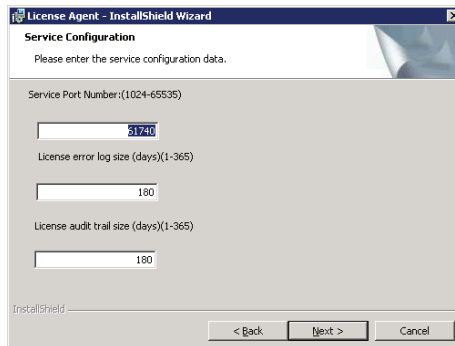 License Agent - InstallShield Wizard
Service Configuration
Please enter the service configuration data.
Service Port Number:(1024-65535)
61740
License error log size (days)(1-365)
180
License audit trail size (days)(1-365)
180
InstallShield
< Back Next > Cancel